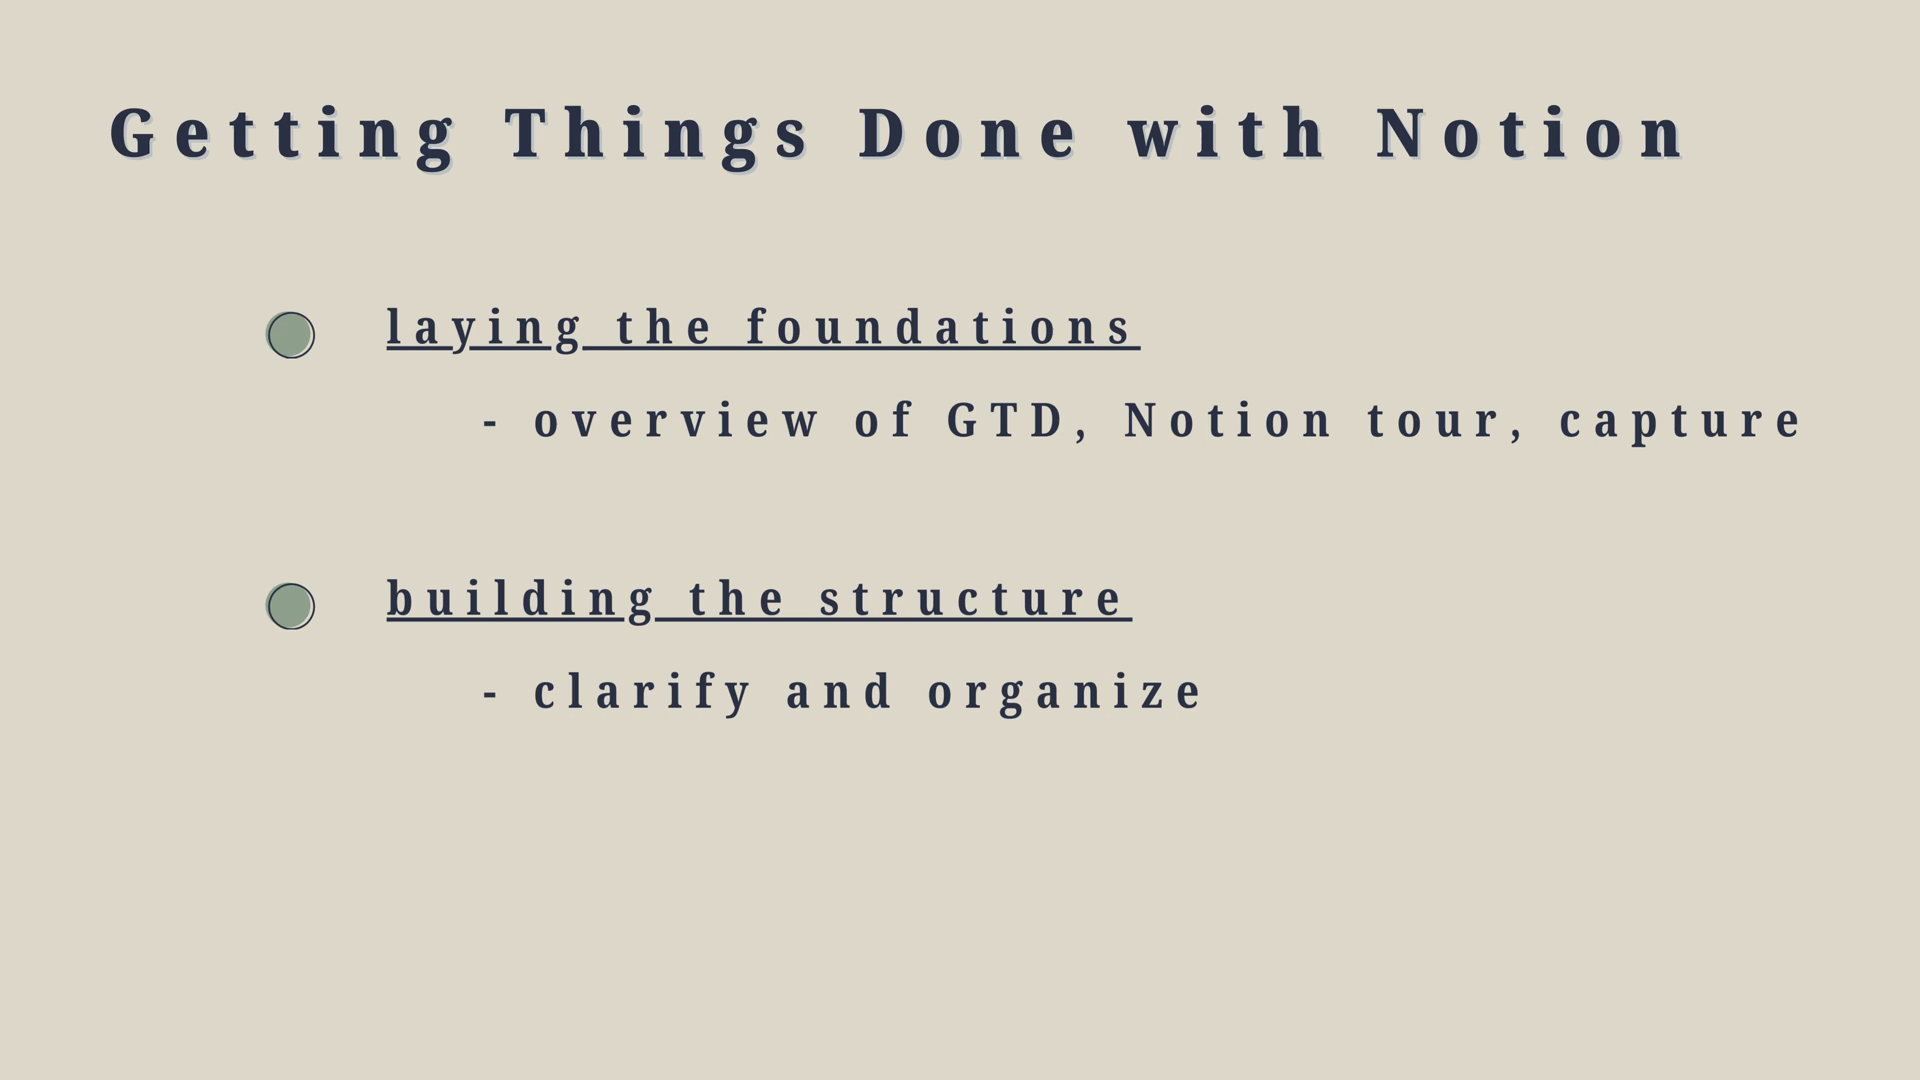 Getting Things Done with Notion
laying the foundations
- overview of GTD, Notion tour, capture
building the structure
- clarify and organize